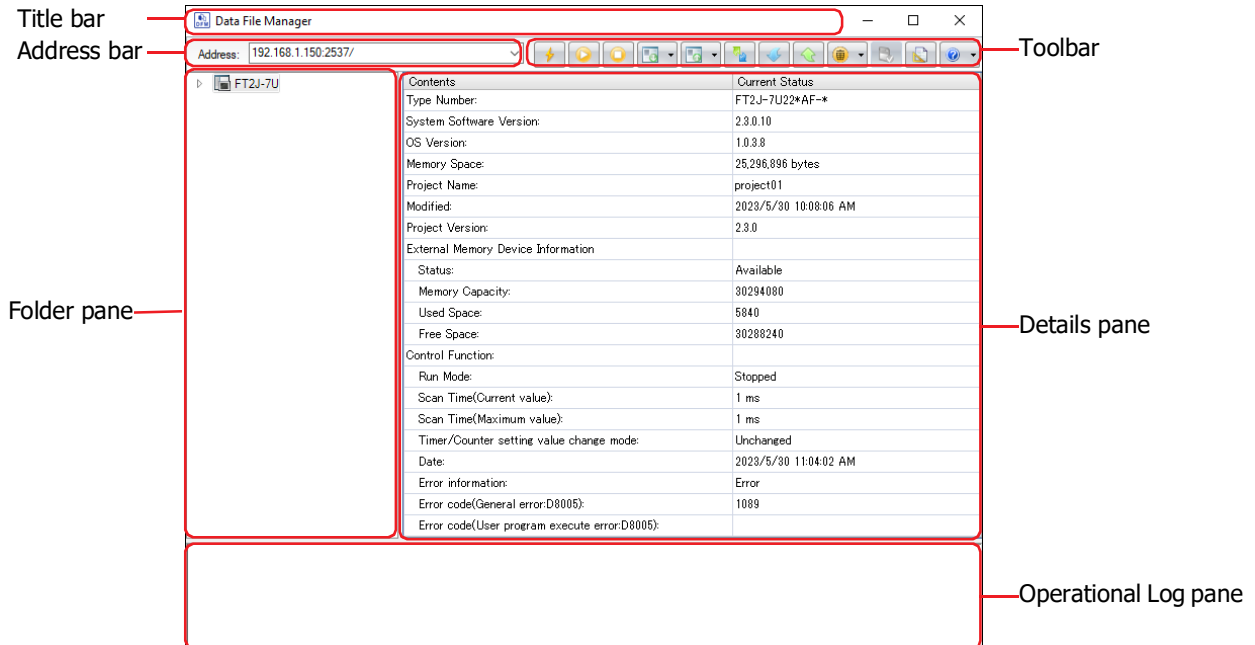 Title bar
Data File Manager
Address bar
Address: 192.168.1.150:2537/
Toolbar
FT2J-7U
Contents Current Status
Type Number: FT2J-7U22*AF-*
System Software Version: 2.3.0.10
OS Version: 1.0.3.8
Memory Space: 25,296,896 bytes
Project Name: project01
Modified: 2023/5/30 10:08:06 AM
Project Version: 2.3.0
External Memory Device Information
Status: Available
Memory Capacity: 30294080
Used Space: 5840
Free Space: 30288240
Folder pane
Details pane
Control Function:
Run Mode: Stopped
Scan Time(Current value): 1 ms
Scan Time(Maximum value): 1 ms
Timer/Counter setting value change mode: Unchanged
Date: 2023/5/30 11:04:02 AM
Error information: Error
Error code(General error:D8005): 1089
Error code(User program execute error:D8005):
Operational Log pane